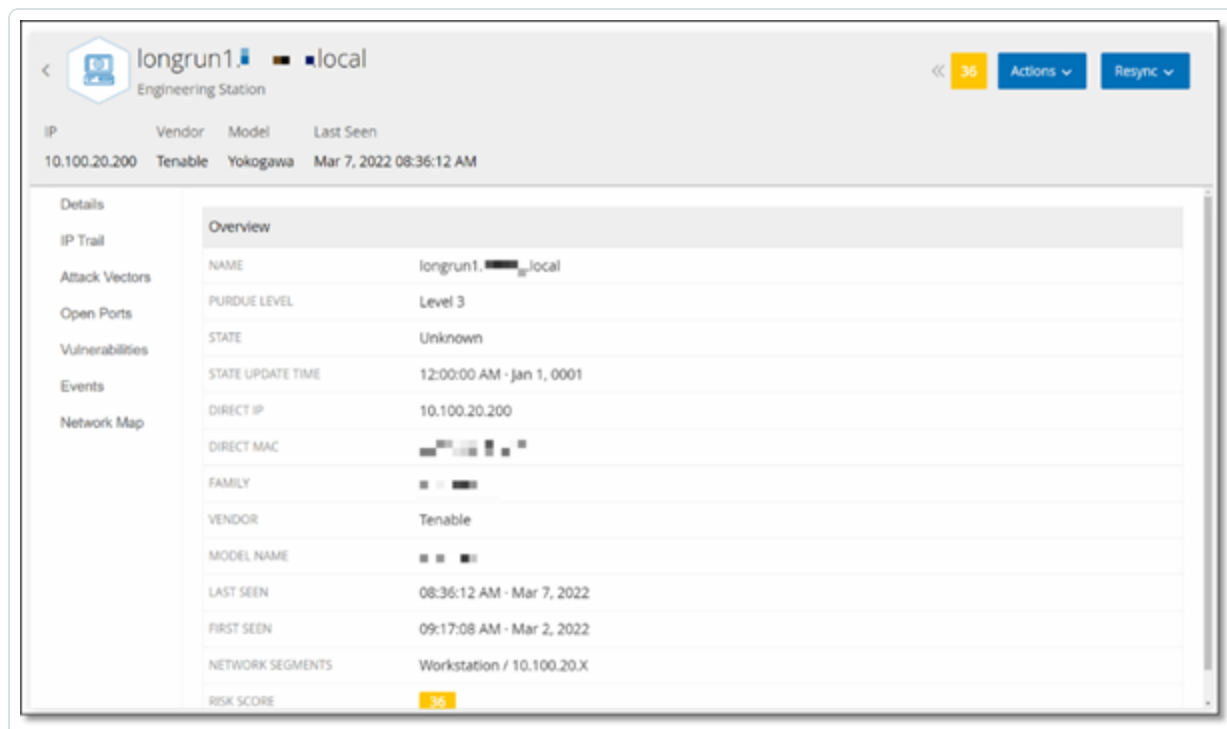 longrun1. local
Engineering Station
« 36 Actions Resync
IP Vendor Model Last Seen
10.100.20.200 Tenable Yokogawa Mar 7, 2022 08:36:12 AM
Details
IP Trail
Attack Vectors
Open Ports
Vulnerabilities
Events
Network Map
Overview
NAME longrun1. .local
PURDUE LEVEL Level 3
STATE Unknown
STATE UPDATE TIME 12:00:00 AM - Jan 1, 0001
DIRECT IP 10.100.20.200
DIRECT MAC
FAMILY
VENDOR Tenable
MODEL NAME
LAST SEEN 08:36:12 AM - Mar 7, 2022
FIRST SEEN 09:17:08 AM - Mar 2, 2022
NETWORK SEGMENTS Workstation / 10.100.20.X
RISK SCORE 36